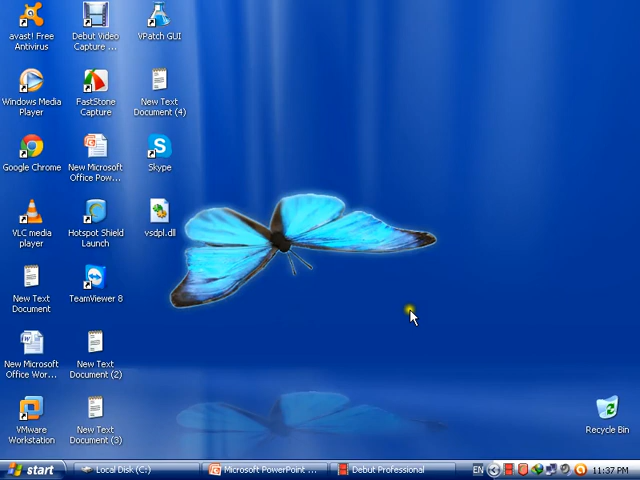 avast! Free
Antivirus
Debut Video
Capture ...
VPatch GUI
Windows Media
Player
FastStone
Capture
New Text
Document (4)
Google Chrome
New Microsoft
Office Pow...
Skype
VLC media
player
Hotspot Shield
Launch
vsdpl.dll
New Text
Document
TeamViewer 8
New Microsoft
Office Wor...
New Text
Document (2)
VMware
Workstation
New Text
Document (3)
Recycle Bin
start
Local Disk (C:)
Microsoft PowerPoint ...
Debut Professional
EN
11:37 PM